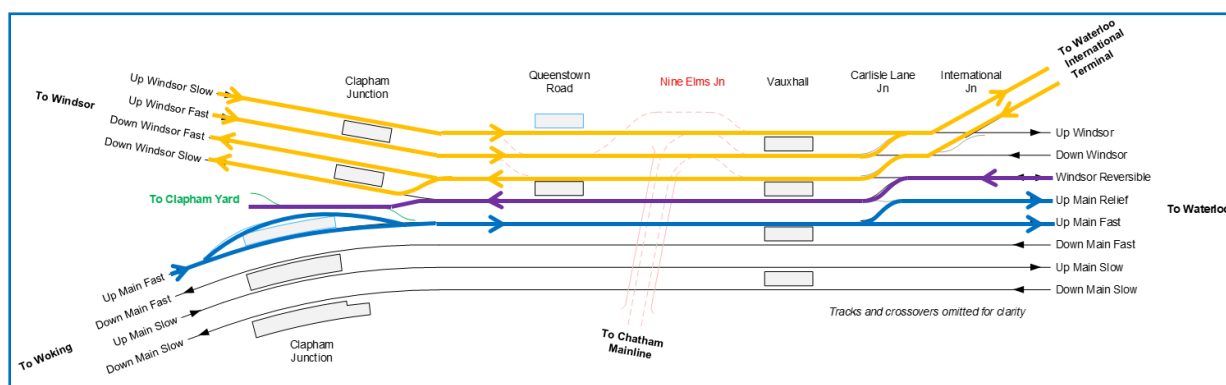 Up Windsor Slow
Up Windsor Fast
Down Windsor Fast
Down Windsor Slow
To Windsor
Clapham
Junction
Queenstown
Road
Nine Elms Jn
Vauxhall
Carlisle Lane
Jn
International
Jn
To Waterloo
International
Terminal
Up Windsor
Down Windsor
Windsor Reversible
Up Main Relief
Up Main Fast
Down Main Fast
Up Main Slow
Down Main Slow
To Waterloo
To Clapham Yard
Up Main Fast
Down Main Fast
Up Main Slow
Down Main Slow
To Woking
Clapham
Junction
To Chatham
Mainline
Tracks and crossovers omitted for clarity